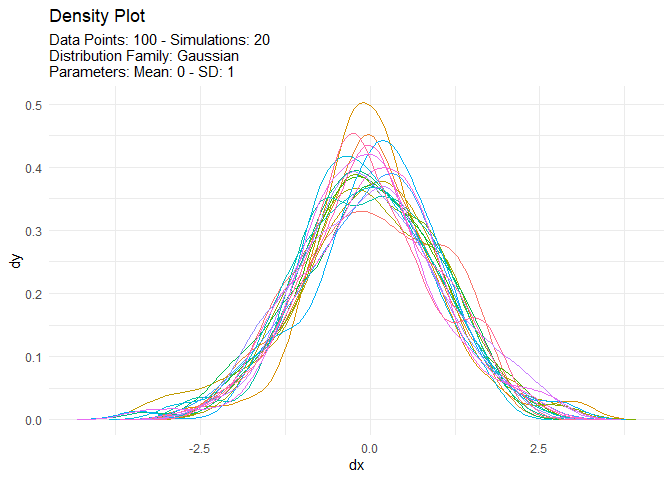 Density Plot
Data Points: 100 - Simulations: 20
Distribution Family: Gaussian
Parameters: Mean: 0 - SD: 1
0.5
0.4
0.3
0.2
0.1
0.0
dy
-2.5
0.0
2.5
dx